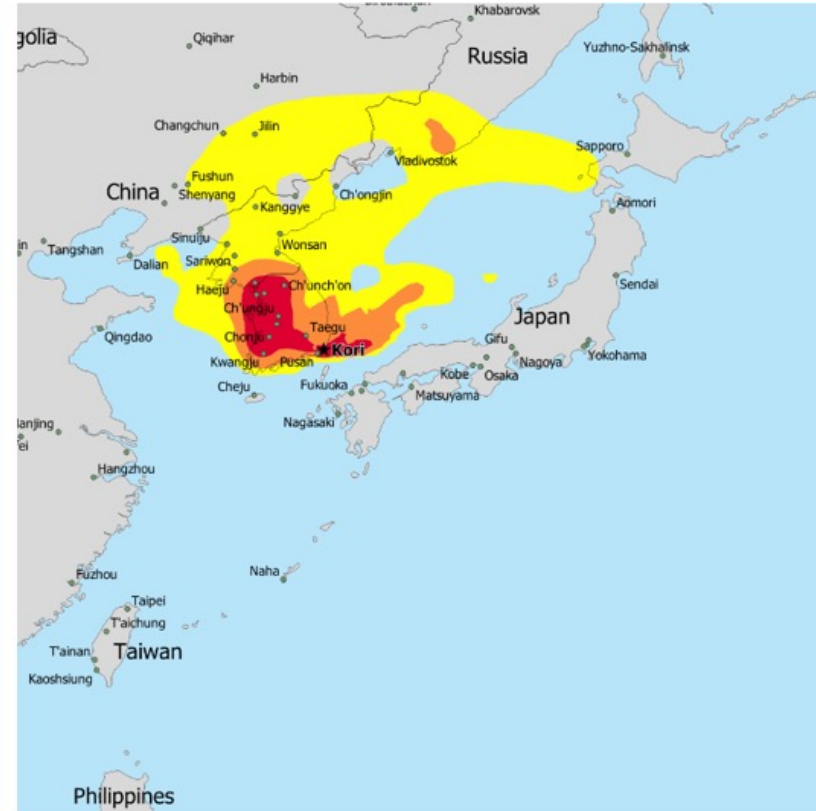 Khabarovsk
golia
Qiqihar
Yuzhno-Sakhalinsk
Russia
Harbin
Changchun
Jilin
Sapporo
Vladivostok
Fushun
China
Shenyang
Ch'ongjin
Kanggye
Aomori
Sinuiju
Tangshan
Wonsan
Sariwon
Dalian
Haeju
Ch'unch'on
Sendai
Ch'ungju
Japan
Qingdao
Taegu
Chonju
Gifu
Kori
Yokohama
Kwangju
Pusan
Nagoya
Kobe
Osaka
Cheju
Fukuoka
Matsuyama
Nagasaki
anjing
Hangzhou
Naha
Fuzhou
Taipei
T'aichung
T'ainan
Taiwan
Kaoshsiung
Philippines